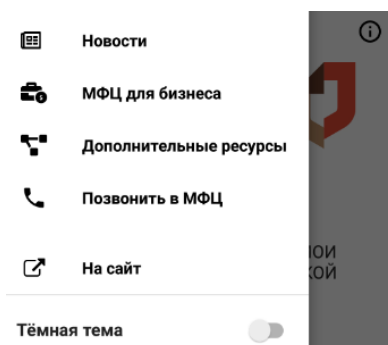 Новости
МФЦ для бизнеса
Дополнительные ресурсы
Позвонить в МФЦ
На сайт
Тёмная тема